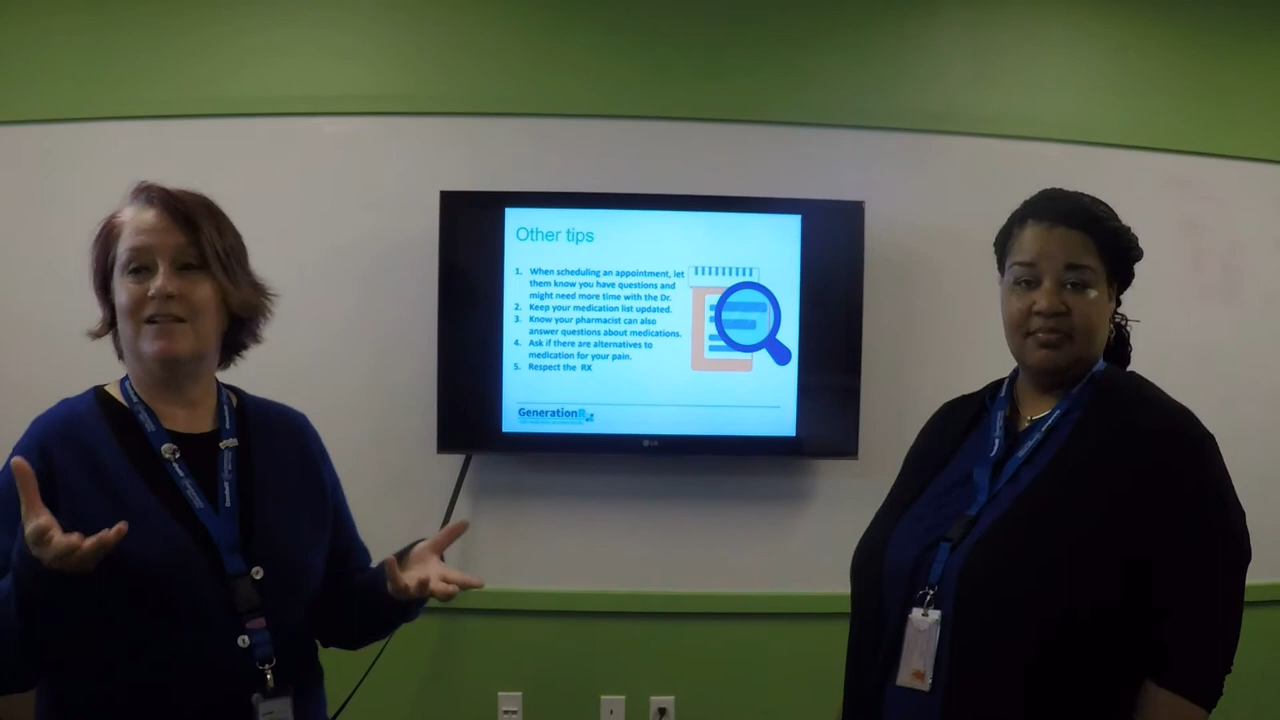 Other tips
1. When scheduling an appointment, let
them know you have questions and
might need more time with the Dr.
2. Keep your medication list updated.
3. Know your pharmacist can also
answer questions about medications.
4. Ask if there are alternatives to
medication for your pain.
5. Respect the RX
GenerationRx
LG